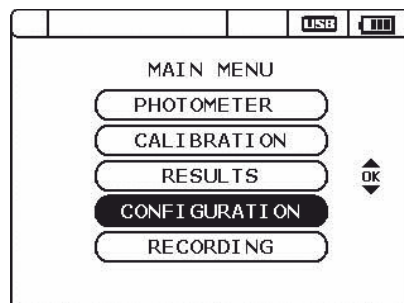 USB
MAIN MENU
PHOTOMETER
CALIBRATION
RESULTS
OK
CONFIGURATION
RECORDING